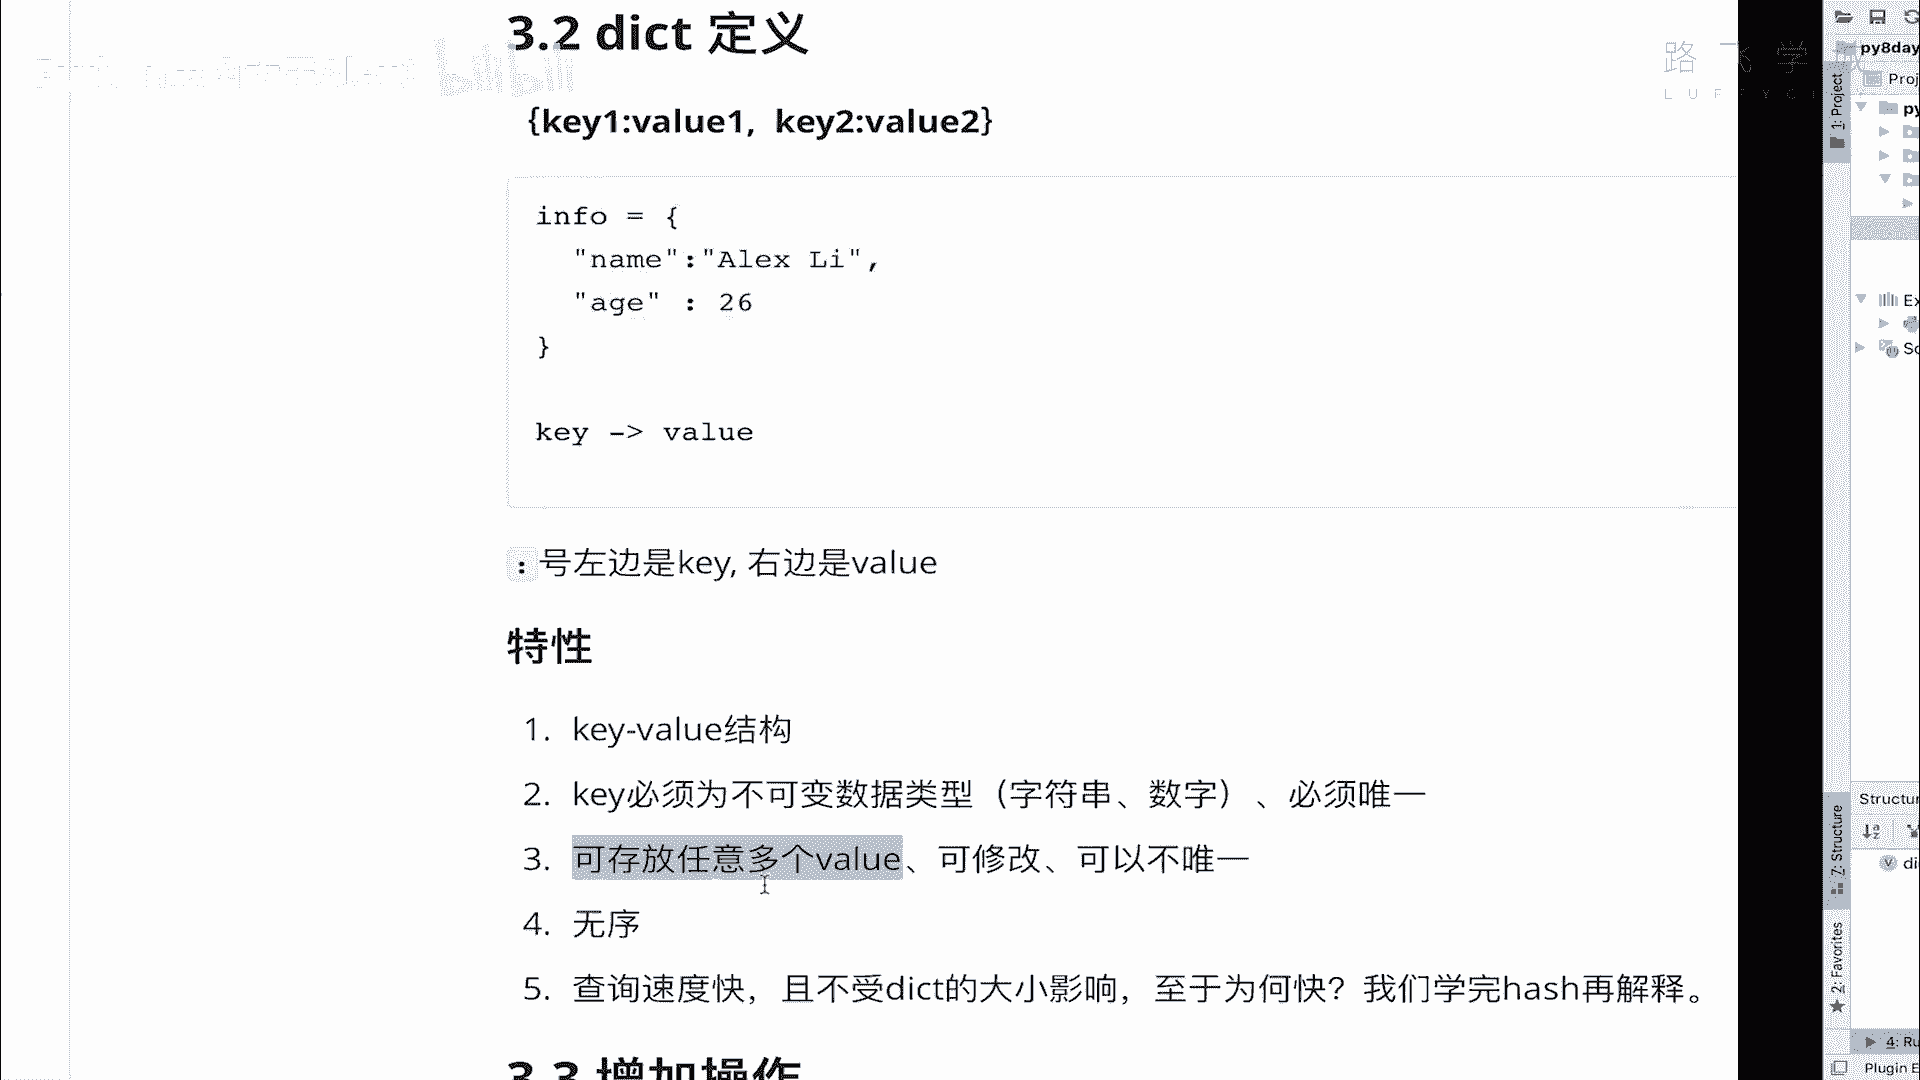 3.2 dict 定义
bilibili
路飞学城
LUFFYCI
{key1:value1, key2:value2}
info = {
"name":"Alex Li",
"age" : 26
}
key -> value
:号左边是key, 右边是value
特性
1. key-value结构
2. key必须为不可变数据类型（字符串、数字）、必须唯一
3. 可存放任意多个value、可修改、可以不唯一
4. 无序
5. 查询速度快，且不受dict的大小影响，至于为何快？我们学完hash再解释。
3.3 增加操作
py8day
1: Project
Proj
py
Ex
Sc
Structur
7: Structure
di
2: Favorites
4: Ru
Plugin E